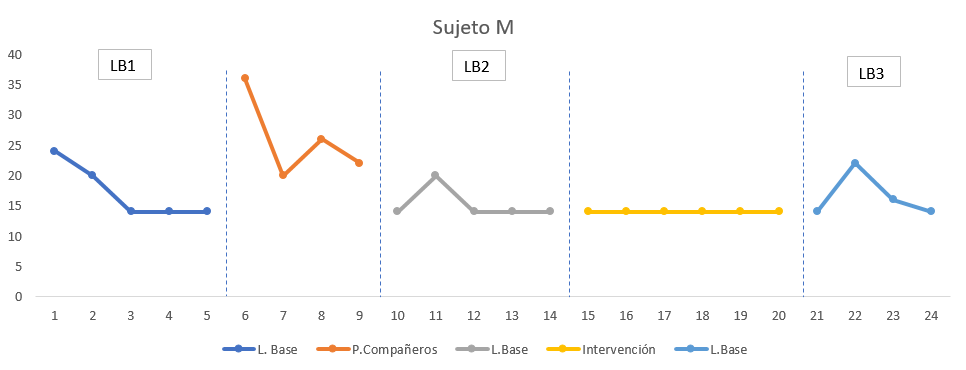 Sujeto M
LB1
LB2
LB3
40
35
30
25
20
15
10
5
0
1 2 3 4 5 6 7 8 9 10 11 12 13 14 15 16 17 18 19 20 21 22 23 24
L. Base P.Compañeros L.Base Intervención L.Base